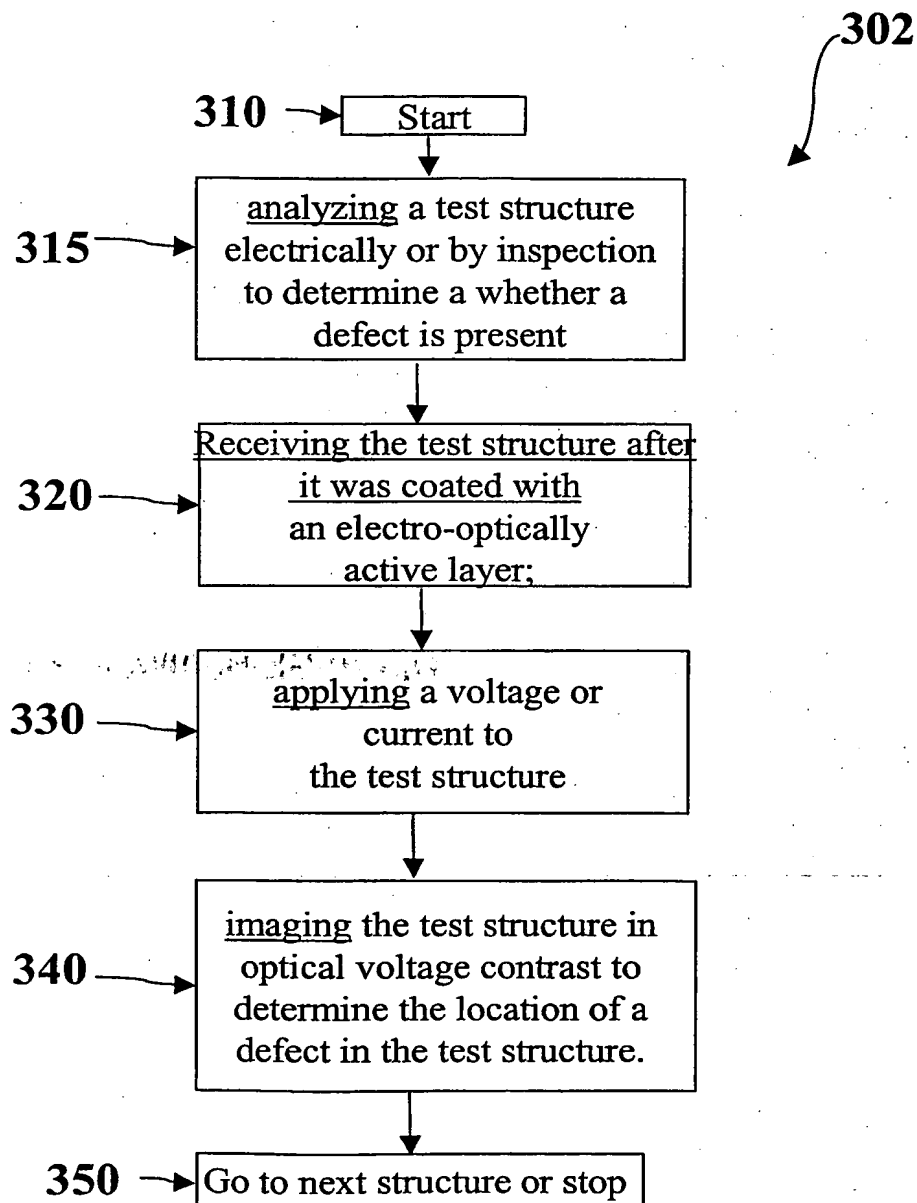 302
310
Start
315
analyzing a test structure
electrically or by inspection
to determine a whether a
defect is present
320
Receiving the test structure after
it was coated with
an electro-optically
active layer;
330
applying a voltage or
current to
the test structure
340
imaging the test structure in
optical voltage contrast to
determine the location of a
defect in the test structure.
350
Go to next structure or stop